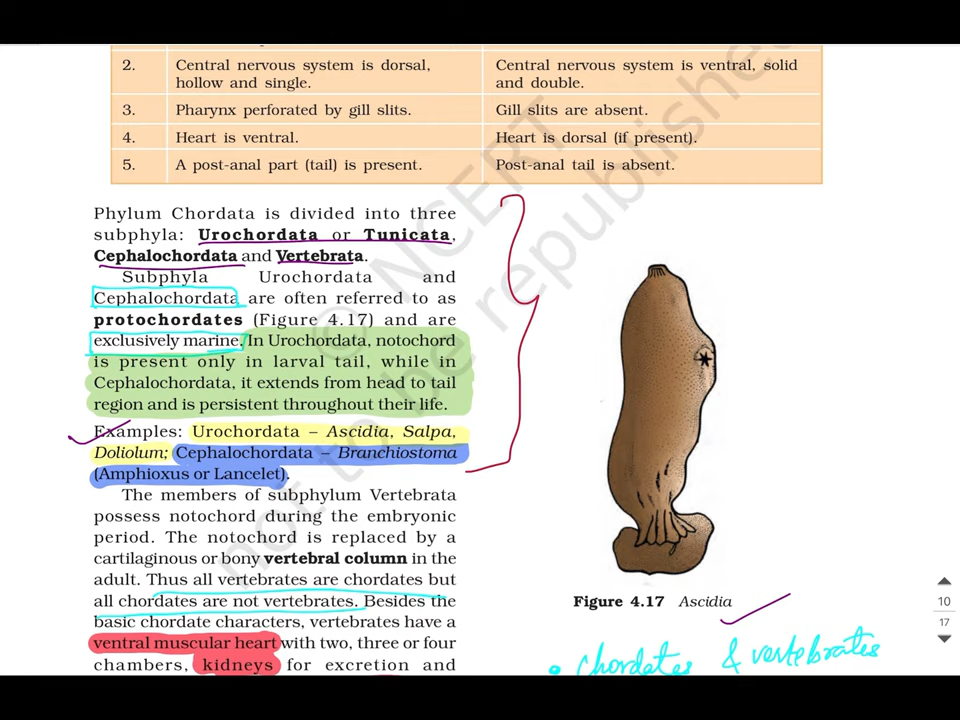 2. Central nervous system is dorsal, Central nervous system is ventral, solid
hollow and single. and double.
3. Pharynx perforated by gill slits. Gill slits are absent.
4. Heart is ventral. Heart is dorsal (if present).
5. A post-anal part (tail) is present. Post-anal tail is absent.
Phylum Chordata is divided into three
subphyla: Urochordata or Tunicata,
Cephalochordata and Vertebrata.
Subphyla Urochordata and
Cephalochordata are often referred to as
protochordates (Figure 4.17) and are
exclusively marine. In Urochordata, notochord
is present only in larval tail, while in
Cephalochordata, it extends from head to tail
region and is persistent throughout their life.
Examples: Urochordata – Ascidia, Salpa,
Doliolum; Cephalochordata – Branchiostoma
(Amphioxus or Lancelet).
The members of subphylum Vertebrata
possess notochord during the embryonic
period. The notochord is replaced by a
cartilaginous or bony vertebral column in the
adult. Thus all vertebrates are chordates but
all chordates are not vertebrates. Besides the
basic chordate characters, vertebrates have a
ventral muscular heart with two, three or four
chambers, kidneys for excretion and
Figure 4.17 Ascidia
• chordates & vertebrates
10
17
© NCERT
not to be republished